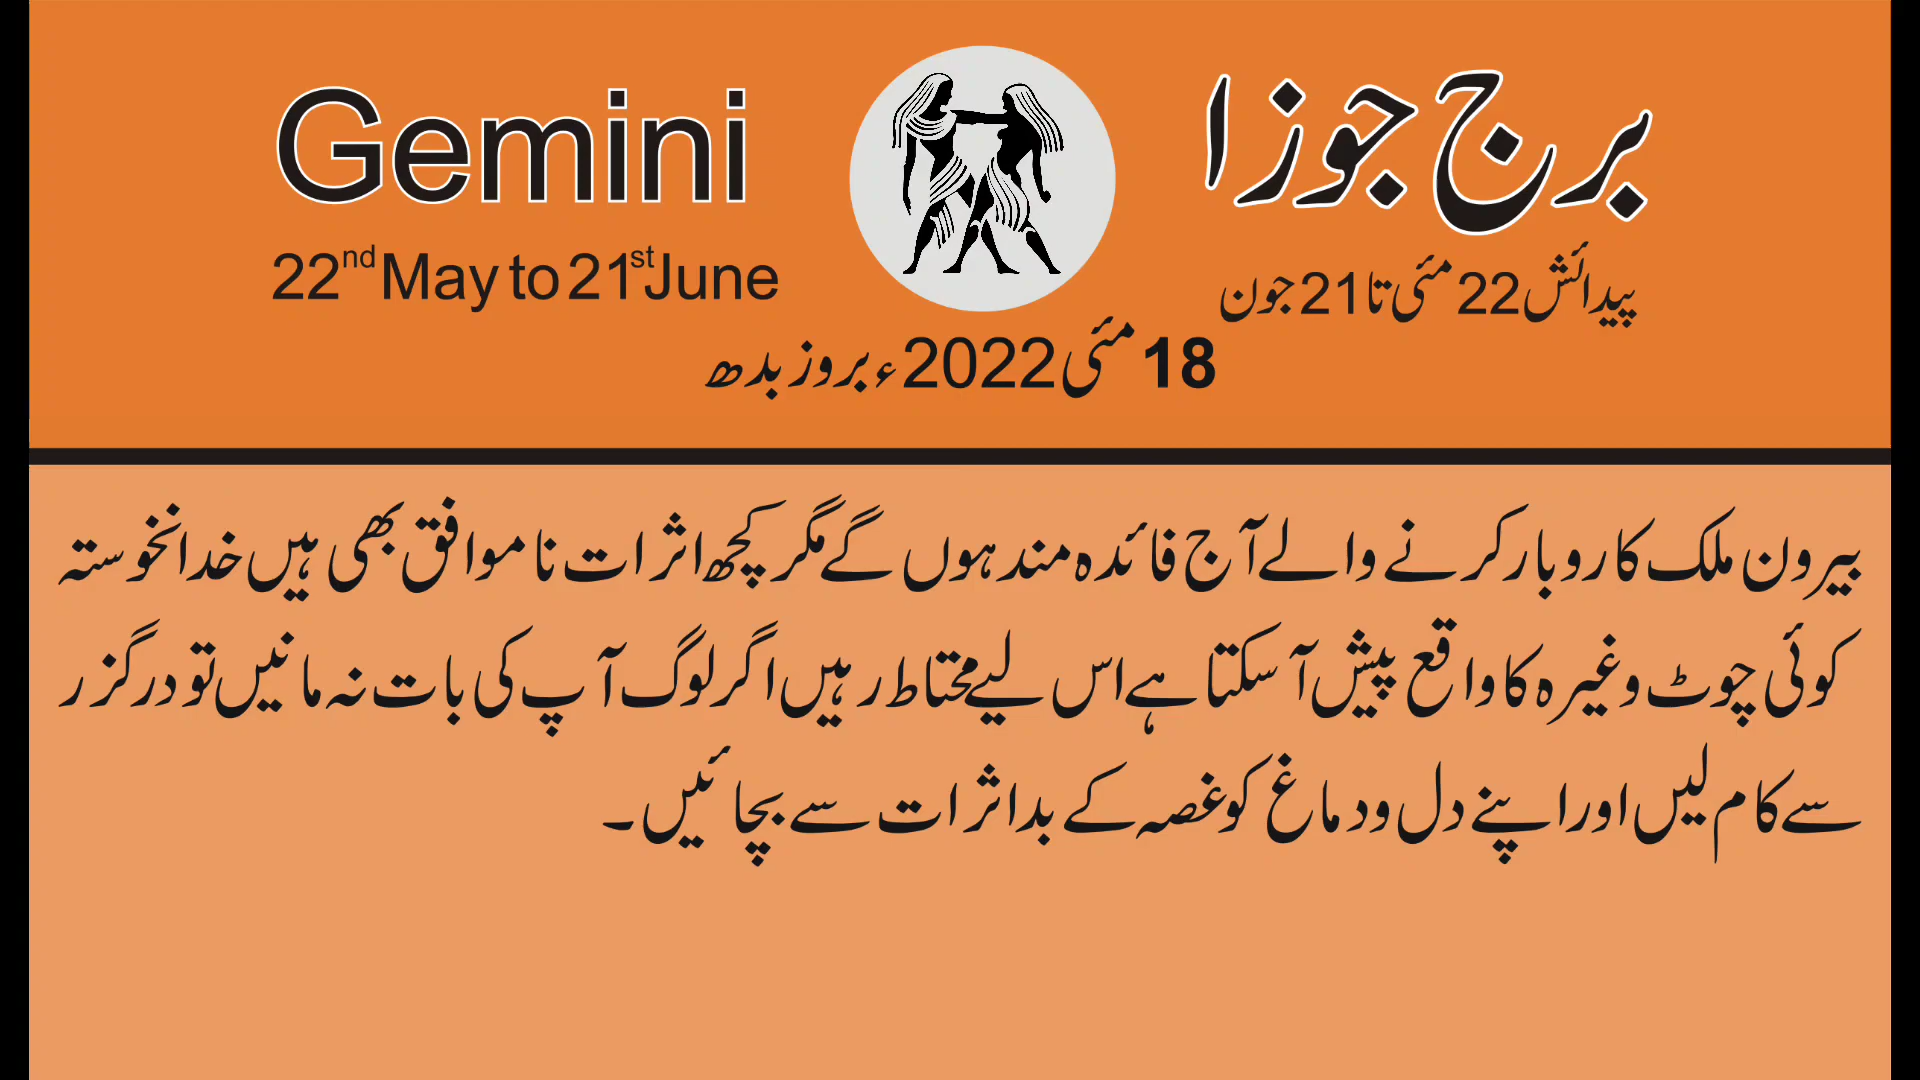 Gemini
برج جوزا
22nd May to 21st June
پیدائش 22 مئی تا 21 جون
18 مئی 2022ء بروز بدھ
بیرون ملک کاروبار کرنے والے آج فائدہ مند ہوں گے مگر کچھ اثرات ناموافق بھی ہیں خدانخوستہ
کوئی چوٹ وغیرہ کا واقع پیش آسکتا ہے اس لیے محتاط رہیں اگر لوگ آپ کی بات نہ مانیں تو درگزر
سے کام لیں اور اپنے دل ودماغ کو غصہ کے بد اثرات سے بچائیں۔